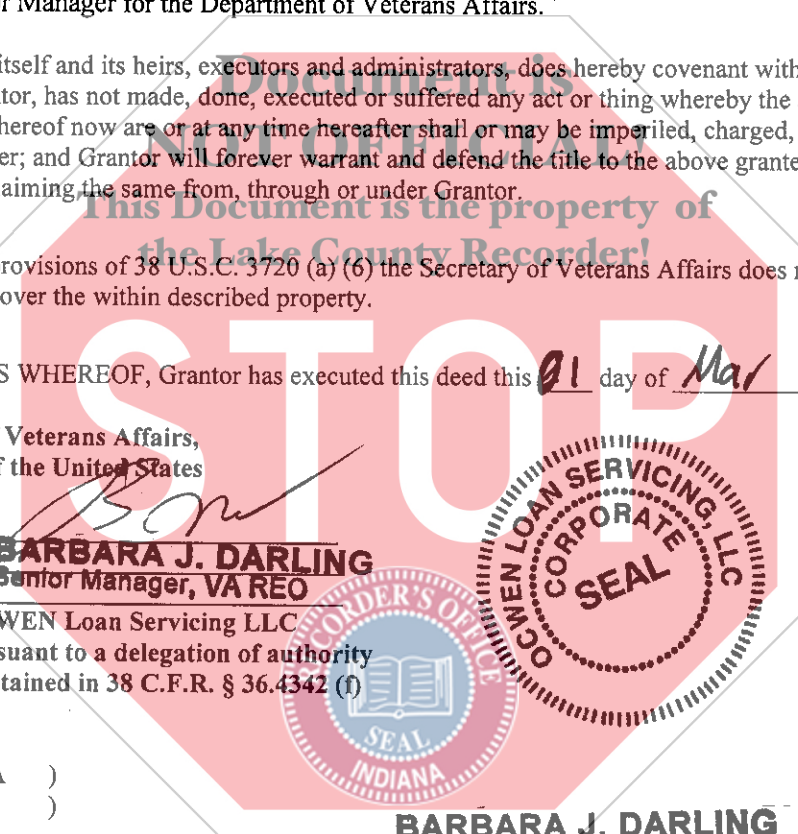 r Manager for the Department of Veterans Affairs.
itself and its heirs, executors and administrators, does hereby covenant with
tor, has not made, done, executed or suffered any act or thing whereby the
hereof now are or at any time hereafter shall or may be imperiled, charged,
er; and Grantor will forever warrant and defend the title to the above grante
aiming the same from, through or under Grantor.
Document is
NOT OFFICIAL!
This Document is the property of
the Lake County Recorder!
rovisions of 38 U.S.C. 3720 (a) (6) the Secretary of Veterans Affairs does
over the within described property.
STOP
S WHEREOF, Grantor has executed this deed this 21 day of Mar
Veterans Affairs,
f the United States
BARBARA J. DARLING
Senior Manager, VA REO
WEN Loan Servicing LLC
suant to a delegation of authority
tained in 38 C.F.R. § 36.4342 (f)
OCWEN LOAN SERVICING, LLC
CORPORATE
SEAL
RECORDER'S OFFICE
SEAL
INDIANA
A )
)
BARBARA J. DARLING